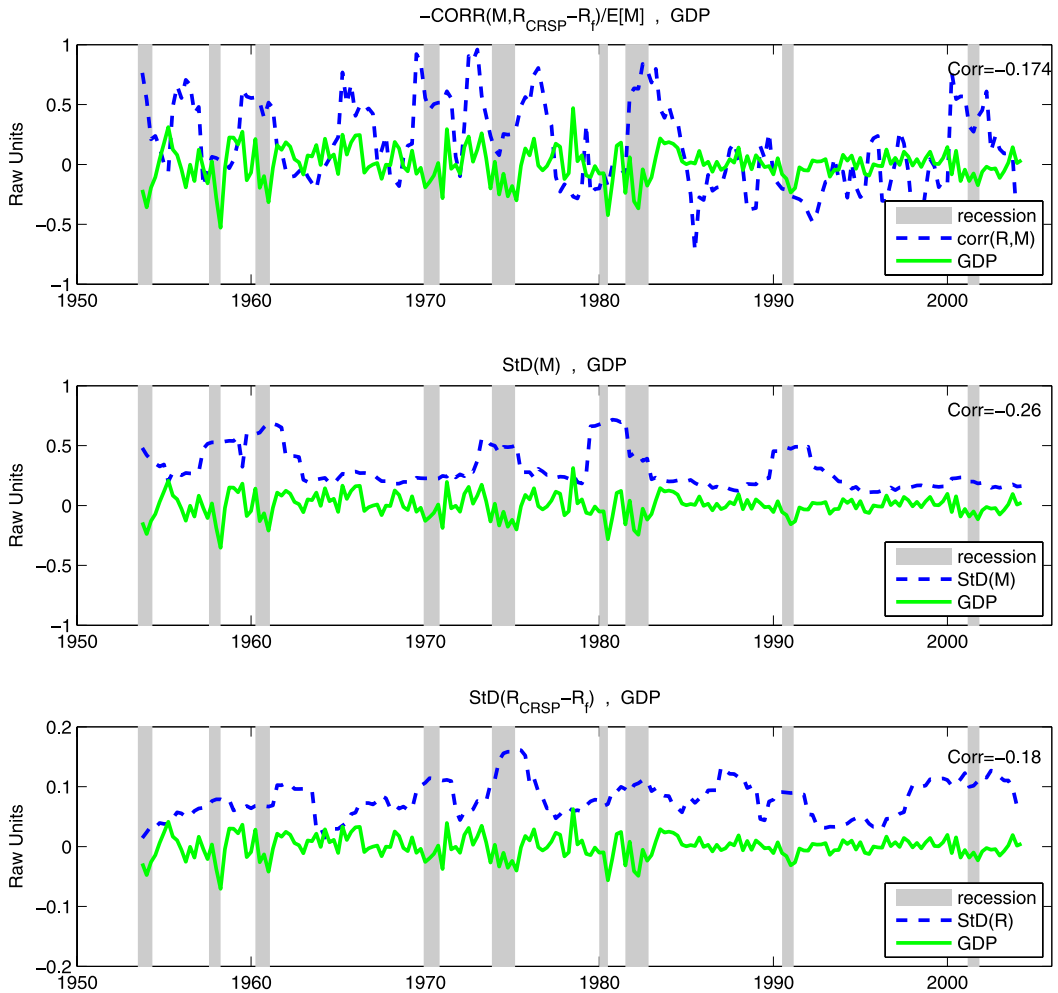 −CORR(M,R_CRSP−R_f)/E[M] , GDP
1
Corr=−0.174
0.5
0
−0.5
−1
Raw Units
recession
corr(R,M)
GDP
1950 1960 1970 1980 1990 2000
StD(M) , GDP
1
Corr=−0.26
0.5
0
−0.5
−1
Raw Units
recession
StD(M)
GDP
1950 1960 1970 1980 1990 2000
StD(R_CRSP−R_f) , GDP
0.2
Corr=−0.18
0.1
0
−0.1
−0.2
Raw Units
recession
StD(R)
GDP
1950 1960 1970 1980 1990 2000